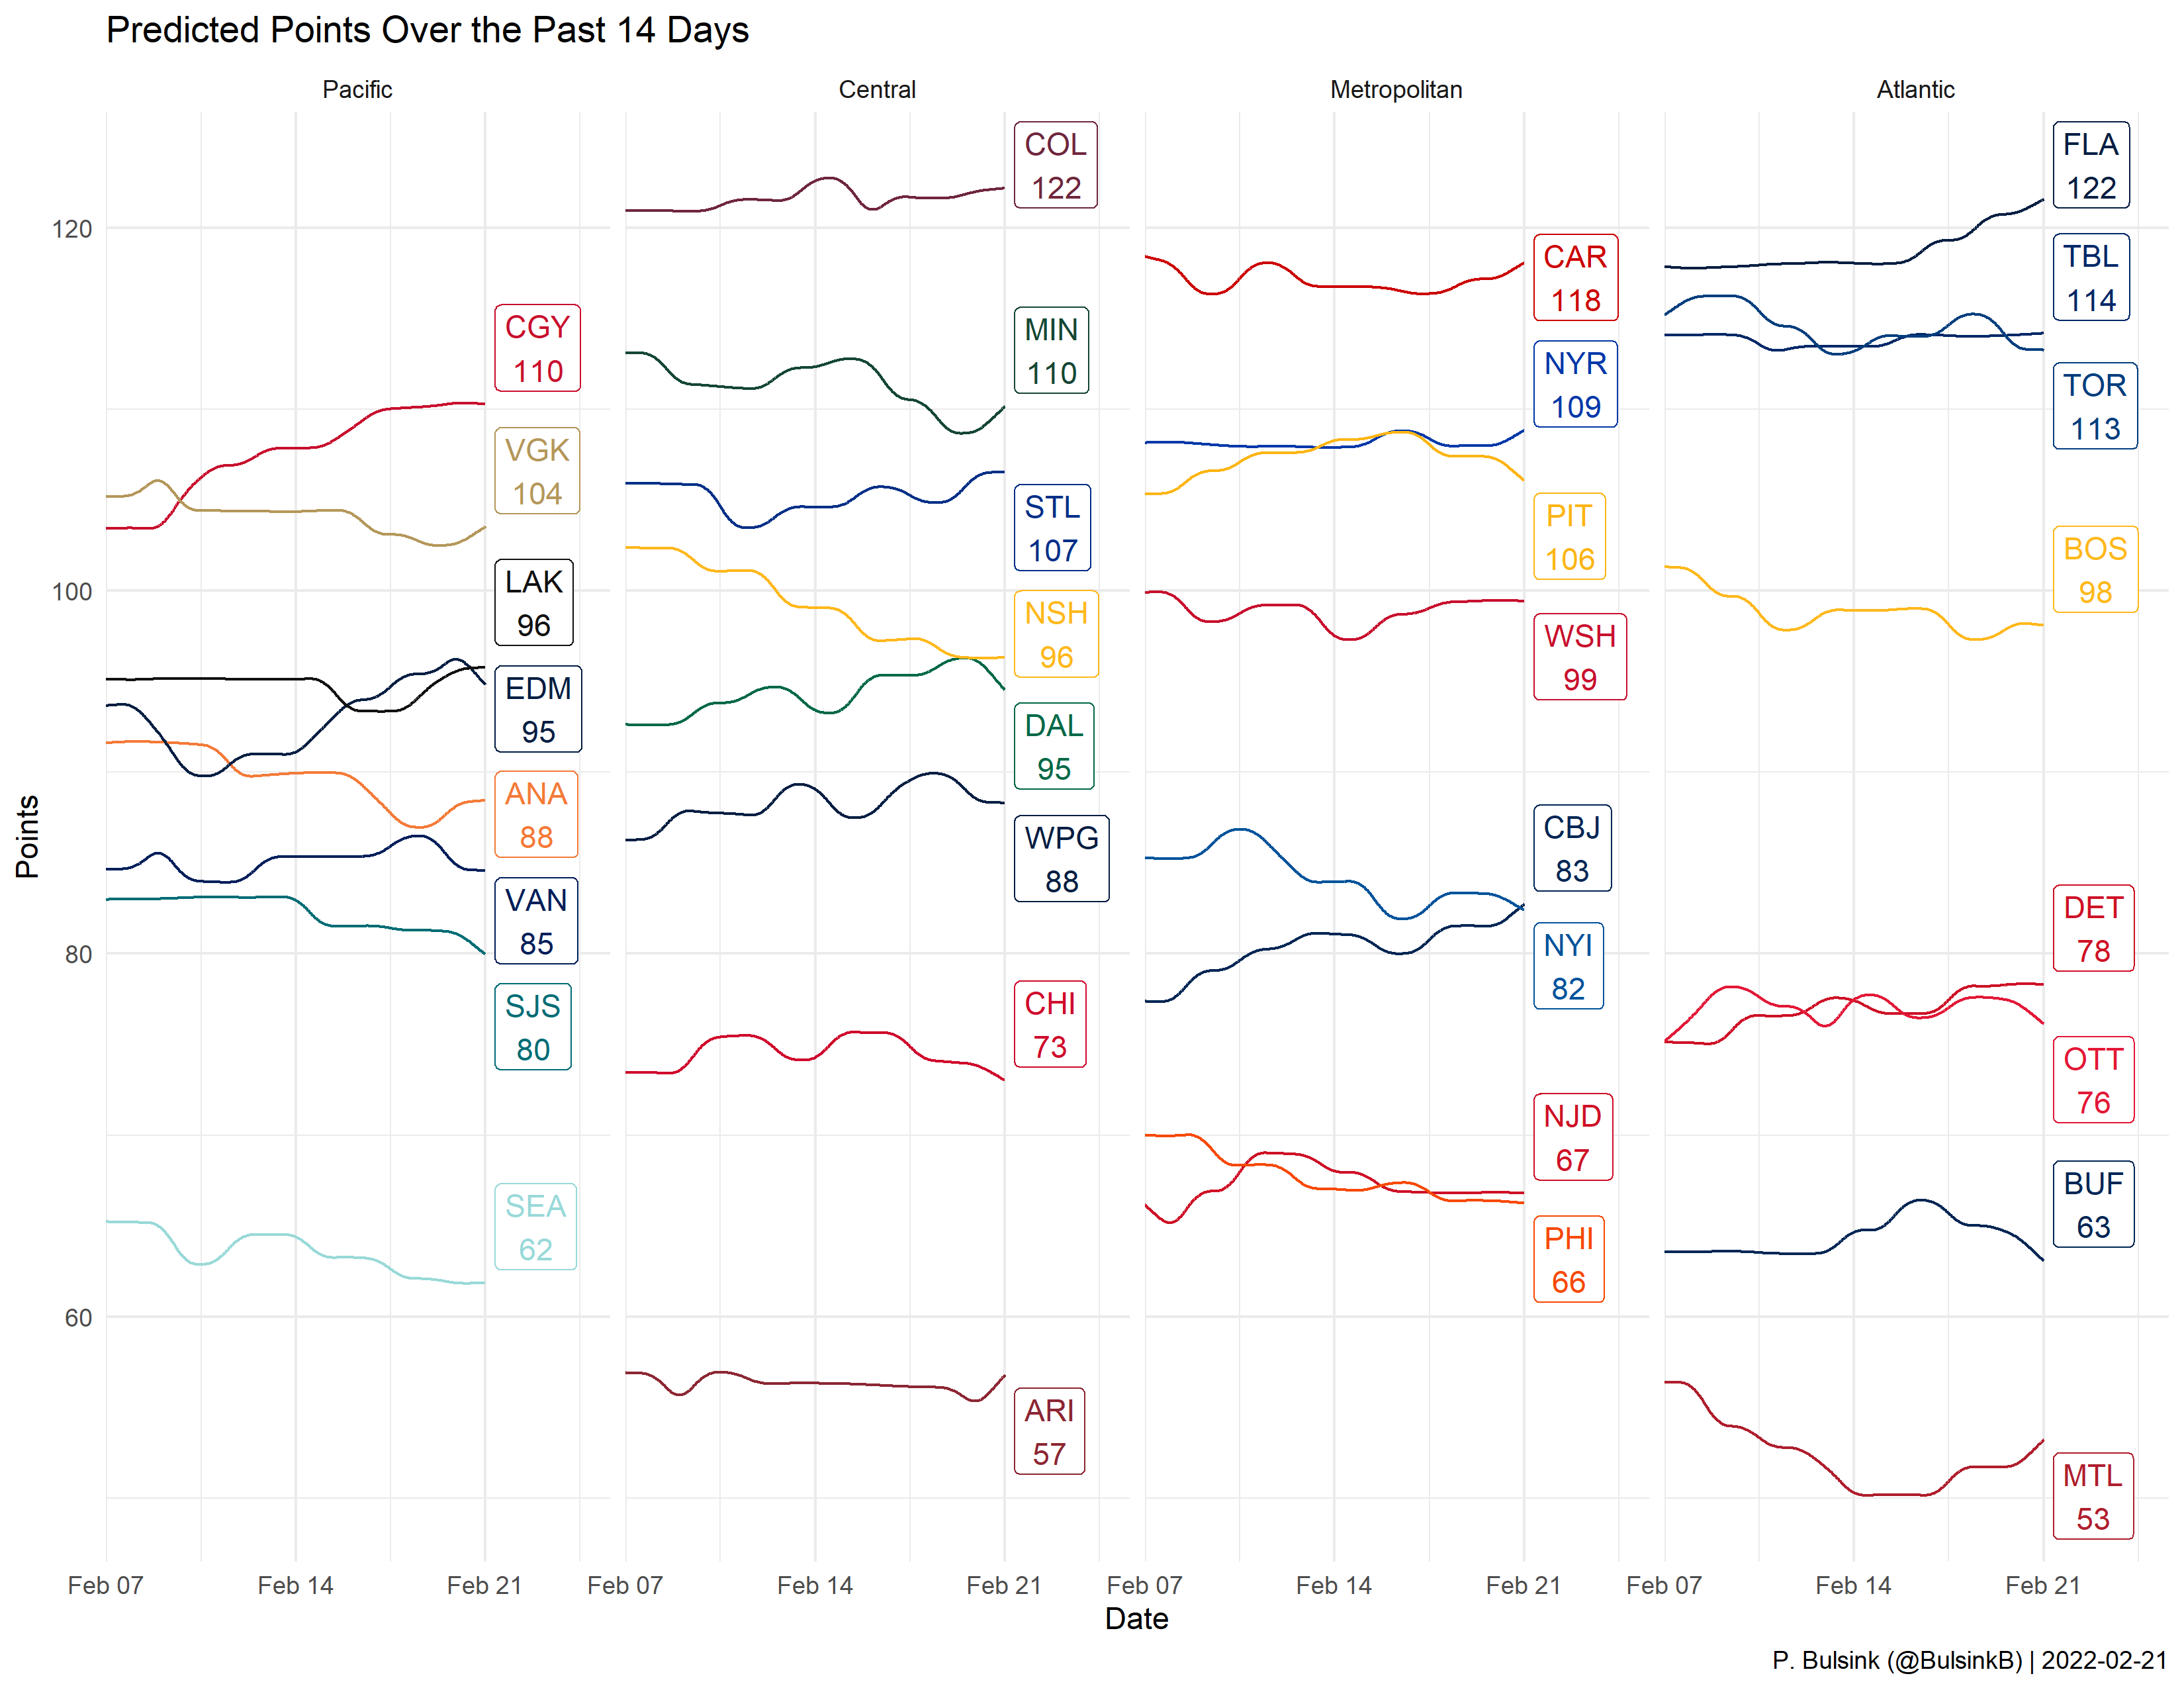 Predicted Points Over the Past 14 Days
Pacific
Central
Metropolitan
Atlantic
Points
120
100
80
60
CGY
110
VGK
104
LAK
96
EDM
95
ANA
88
VAN
85
SJS
80
SEA
62
COL
122
MIN
110
STL
107
NSH
96
DAL
95
WPG
88
CHI
73
ARI
57
CAR
118
NYR
109
PIT
106
WSH
99
CBJ
83
NYI
82
NJD
67
PHI
66
FLA
122
TBL
114
TOR
113
BOS
98
DET
78
OTT
76
BUF
63
MTL
53
Feb 07
Feb 14
Feb 21
Feb 07
Feb 14
Feb 21
Feb 07
Feb 14
Feb 21
Feb 07
Feb 14
Feb 21
Date
P. Bulsink (@BulsinkB) | 2022-02-21